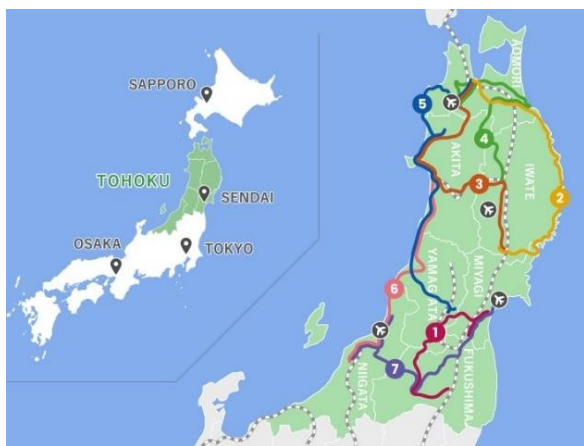 SAPPORO
TOHOKU
SENDAI
OSAKA
TOKYO
AOMORI
5
4
AKITA
IWATE
3
2
YAMAGATA
MIYAGI
6
1
7
NIIGATA
FUKUSHIMA